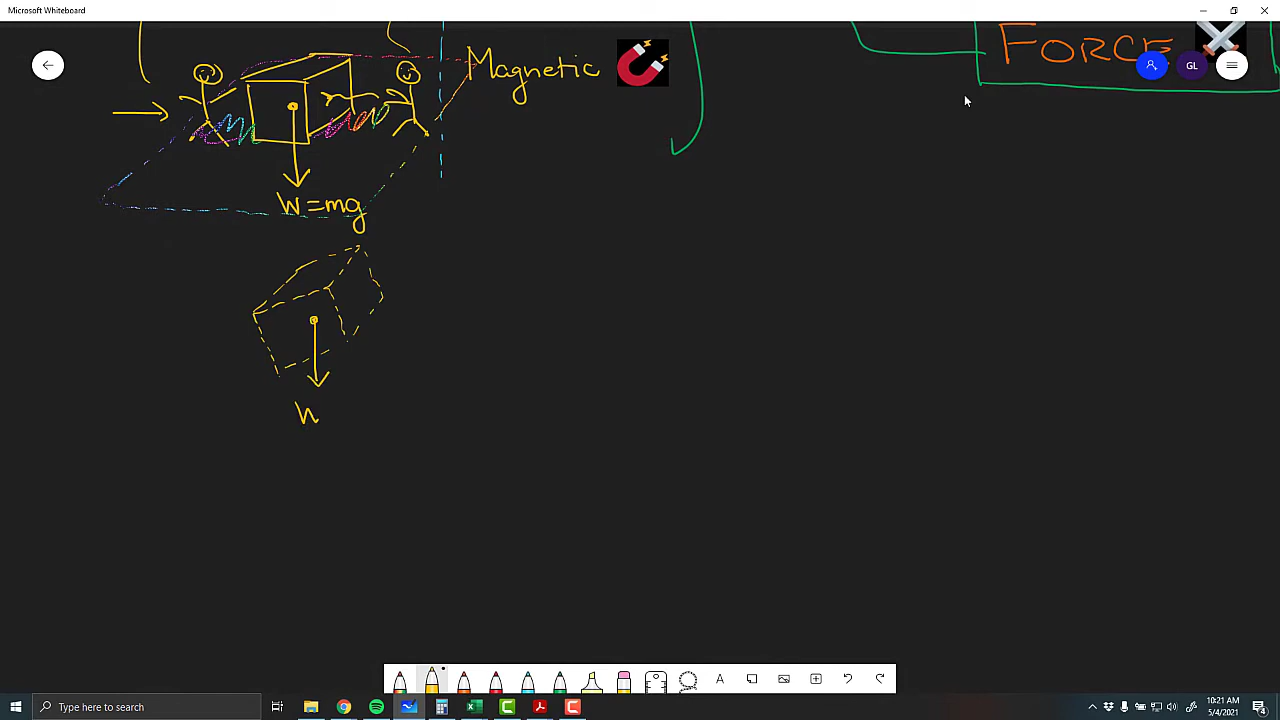 Microsoft Whiteboard
FORCE
GL
Magnetic
W = mg
A
Type here to search
10:21 AM
5/4/2021